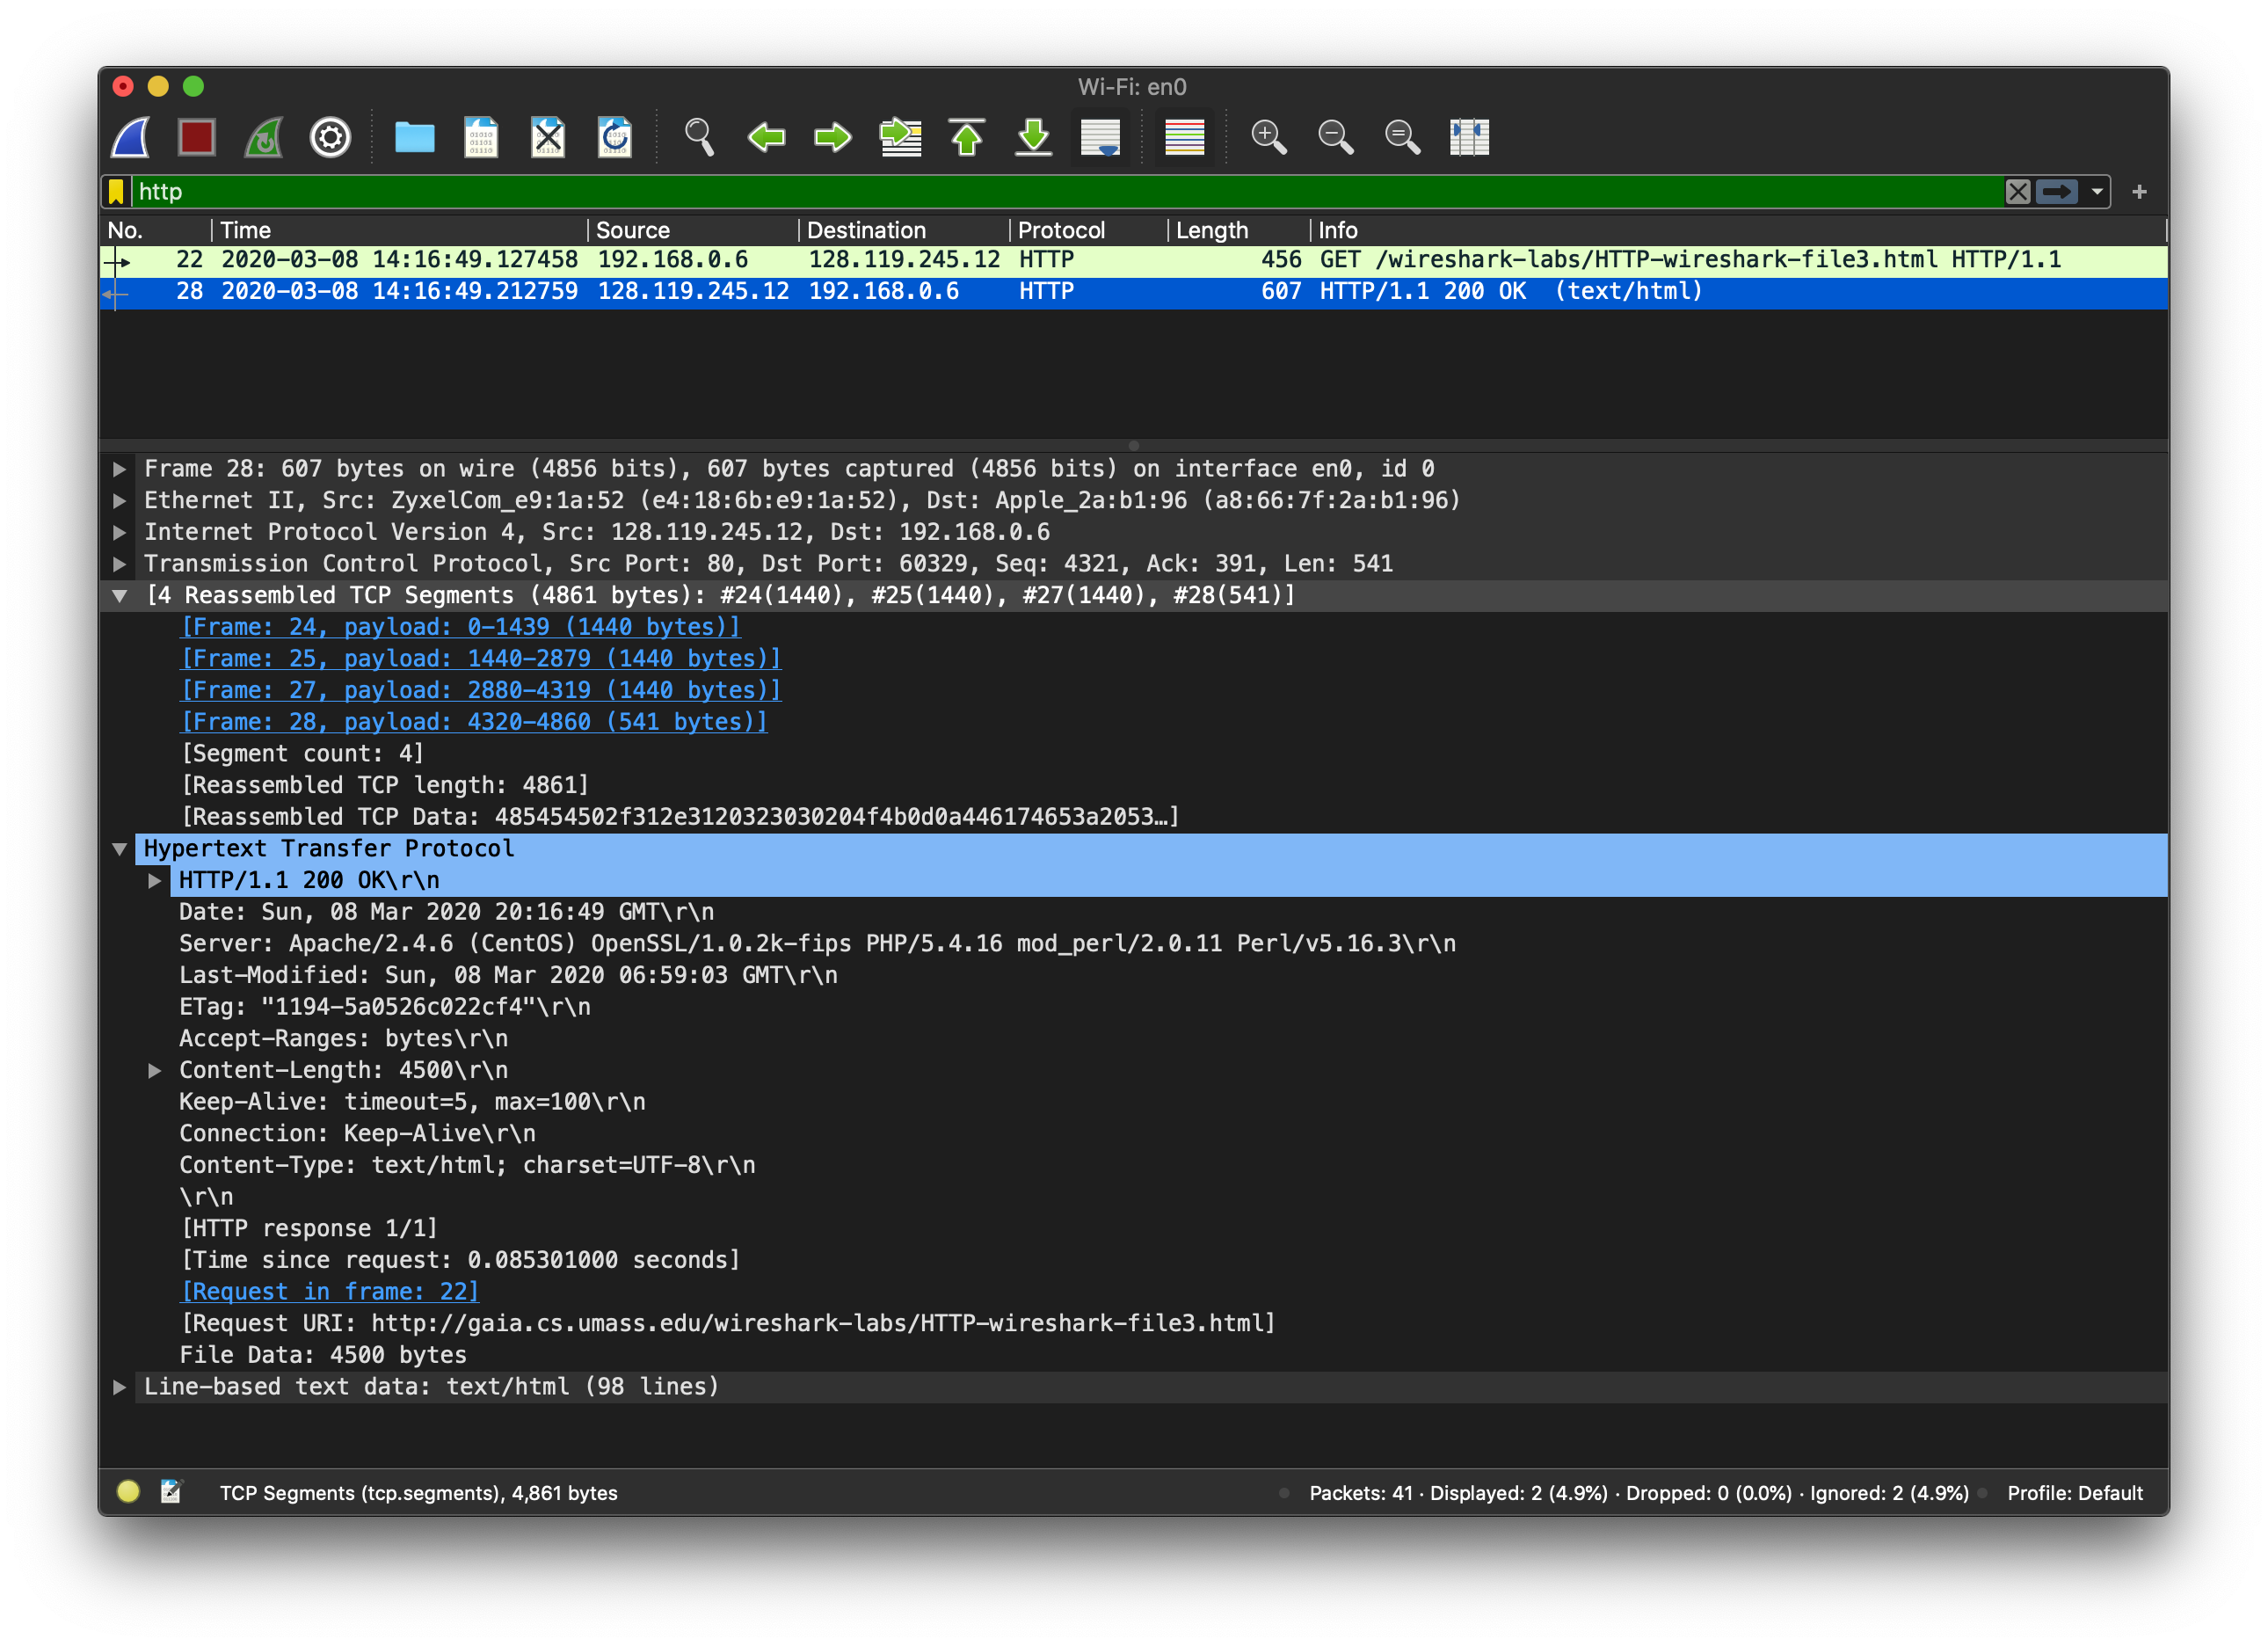 Wi-Fi: en0
http
No. Time Source Destination Protocol Length Info
22 2020-03-08 14:16:49.127458 192.168.0.6 128.119.245.12 HTTP 456 GET /wireshark-labs/HTTP-wireshark-file3.html HTTP/1.1
28 2020-03-08 14:16:49.212759 128.119.245.12 192.168.0.6 HTTP 607 HTTP/1.1 200 OK (text/html)
Frame 28: 607 bytes on wire (4856 bits), 607 bytes captured (4856 bits) on interface en0, id 0
Ethernet II, Src: ZyxelCom_e9:1a:52 (e4:18:6b:e9:1a:52), Dst: Apple_2a:b1:96 (a8:66:7f:2a:b1:96)
Internet Protocol Version 4, Src: 128.119.245.12, Dst: 192.168.0.6
Transmission Control Protocol, Src Port: 80, Dst Port: 60329, Seq: 4321, Ack: 391, Len: 541
[4 Reassembled TCP Segments (4861 bytes): #24(1440), #25(1440), #27(1440), #28(541)]
[Frame: 24, payload: 0-1439 (1440 bytes)]
[Frame: 25, payload: 1440-2879 (1440 bytes)]
[Frame: 27, payload: 2880-4319 (1440 bytes)]
[Frame: 28, payload: 4320-4860 (541 bytes)]
[Segment count: 4]
[Reassembled TCP length: 4861]
[Reassembled TCP Data: 485454502f312e3120323030204f4b0d0a446174653a2053…]
Hypertext Transfer Protocol
HTTP/1.1 200 OK\r\n
Date: Sun, 08 Mar 2020 20:16:49 GMT\r\n
Server: Apache/2.4.6 (CentOS) OpenSSL/1.0.2k-fips PHP/5.4.16 mod_perl/2.0.11 Perl/v5.16.3\r\n
Last-Modified: Sun, 08 Mar 2020 06:59:03 GMT\r\n
ETag: "1194-5a0526c022cf4"\r\n
Accept-Ranges: bytes\r\n
Content-Length: 4500\r\n
Keep-Alive: timeout=5, max=100\r\n
Connection: Keep-Alive\r\n
Content-Type: text/html; charset=UTF-8\r\n
\r\n
[HTTP response 1/1]
[Time since request: 0.085301000 seconds]
[Request in frame: 22]
[Request URI: http://gaia.cs.umass.edu/wireshark-labs/HTTP-wireshark-file3.html]
File Data: 4500 bytes
Line-based text data: text/html (98 lines)
TCP Segments (tcp.segments), 4,861 bytes Packets: 41 · Displayed: 2 (4.9%) · Dropped: 0 (0.0%) · Ignored: 2 (4.9%) Profile: Default